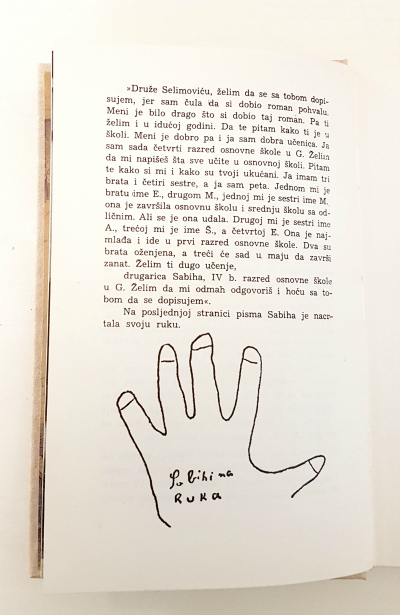 »Druže Selimoviću, želim da se sa tobom dopi-
sujem, jer sam čula da si dobio roman pohvalu.
Meni je bilo drago što si dobio taj roman. Pa ti
želim i u idućoj godini. Da te pitam kako ti je u
školi. Meni je dobro pa i ja sam dobra učenica. Ja
sam sada četvrti razred osnovne škole u G. Želim
da mi napišeš šta sve učite u osnovnoj školi. Pitam
te kako si mi i kako su tvoji ukućani. Ja imam tri
brata i četiri sestre, a ja sam peta. Jednom mi je
bratu ime E., drugom M., jednoj mi je sestri ime M.
ona je završila osnovnu školu i srednju školu sa od-
ličnim. Ali se je ona udala. Drugoj mi je sestri ime
A., trećoj mi je ime Š., a četvrtoj E. Ona je naj-
mlađa i ide u prvi razred osnovne škole. Dva su
brata oženjena, a treći će sad u maju da završi
zanat. Želim ti dugo učenje,
drugarica Sabiha, IV b. razred osnovne škole
u G. Želim da mi odmah odgovoriš i hoću sa to-
bom da se dopisujem«.
Na posljednjoj stranici pisma Sabiha je nacr-
tala svoju ruku.
Sabihina
RUKA